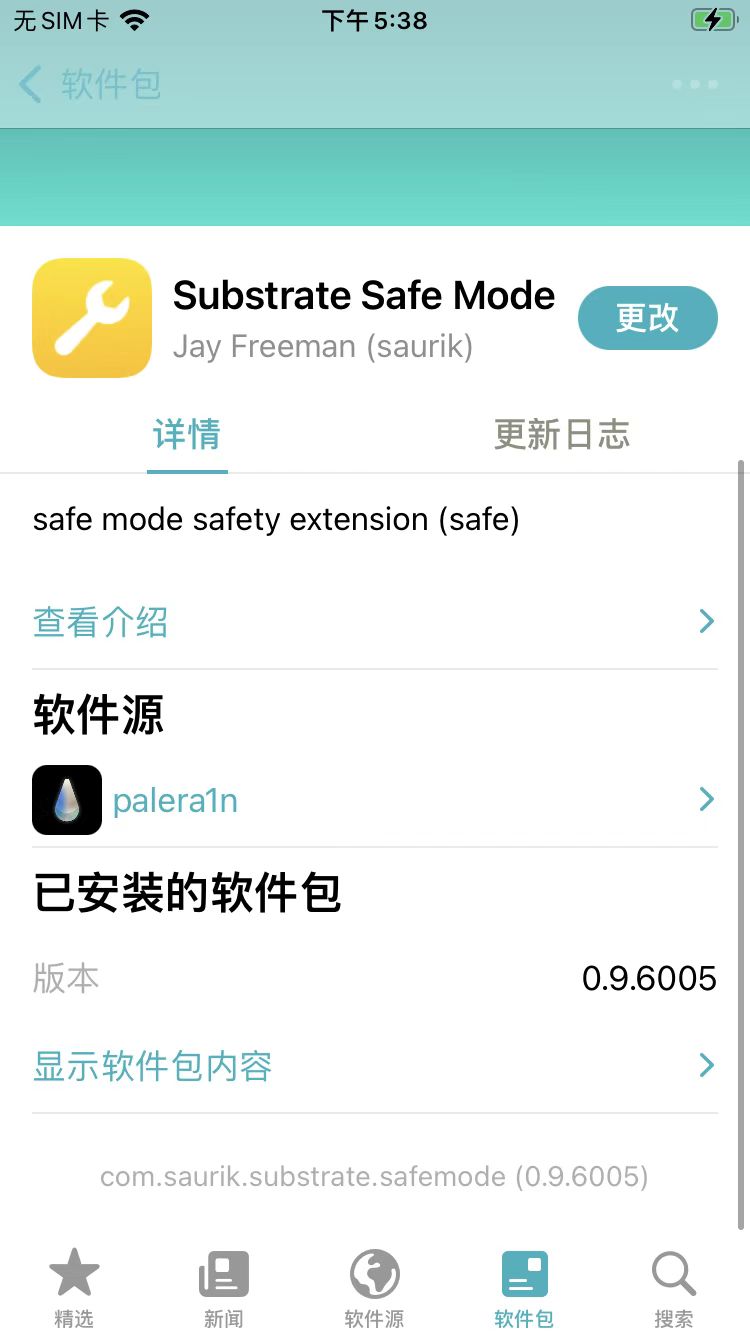 无SIM卡 下午5:38
软件包
Substrate Safe Mode
Jay Freeman (saurik)
更改
详情 更新日志
safe mode safety extension (safe)
查看介绍
软件源
palera1n
已安装的软件包
版本 0.9.6005
显示软件包内容
com.saurik.substrate.safemode (0.9.6005)
精选 新闻 软件源 软件包 搜索